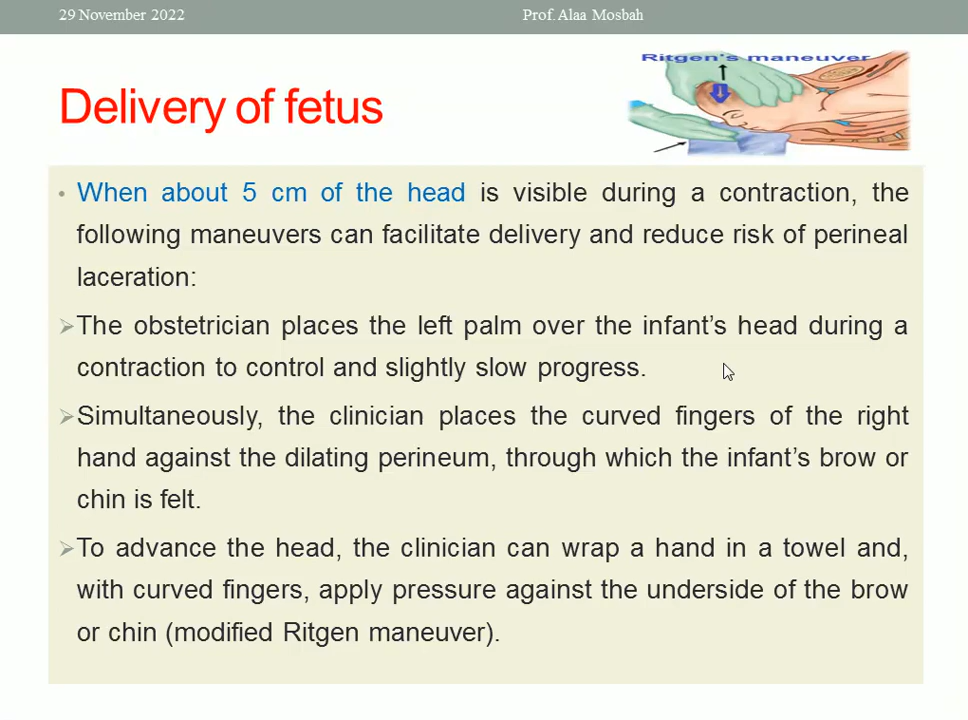 29 November 2022
Prof. Alaa Mosbah
Ritgen's maneuver
Delivery of fetus
• When about 5 cm of the head is visible during a contraction, the
following maneuvers can facilitate delivery and reduce risk of perineal
laceration:
➢The obstetrician places the left palm over the infant's head during a
contraction to control and slightly slow progress.
➢Simultaneously, the clinician places the curved fingers of the right
hand against the dilating perineum, through which the infant's brow or
chin is felt.
➢To advance the head, the clinician can wrap a hand in a towel and,
with curved fingers, apply pressure against the underside of the brow
or chin (modified Ritgen maneuver).